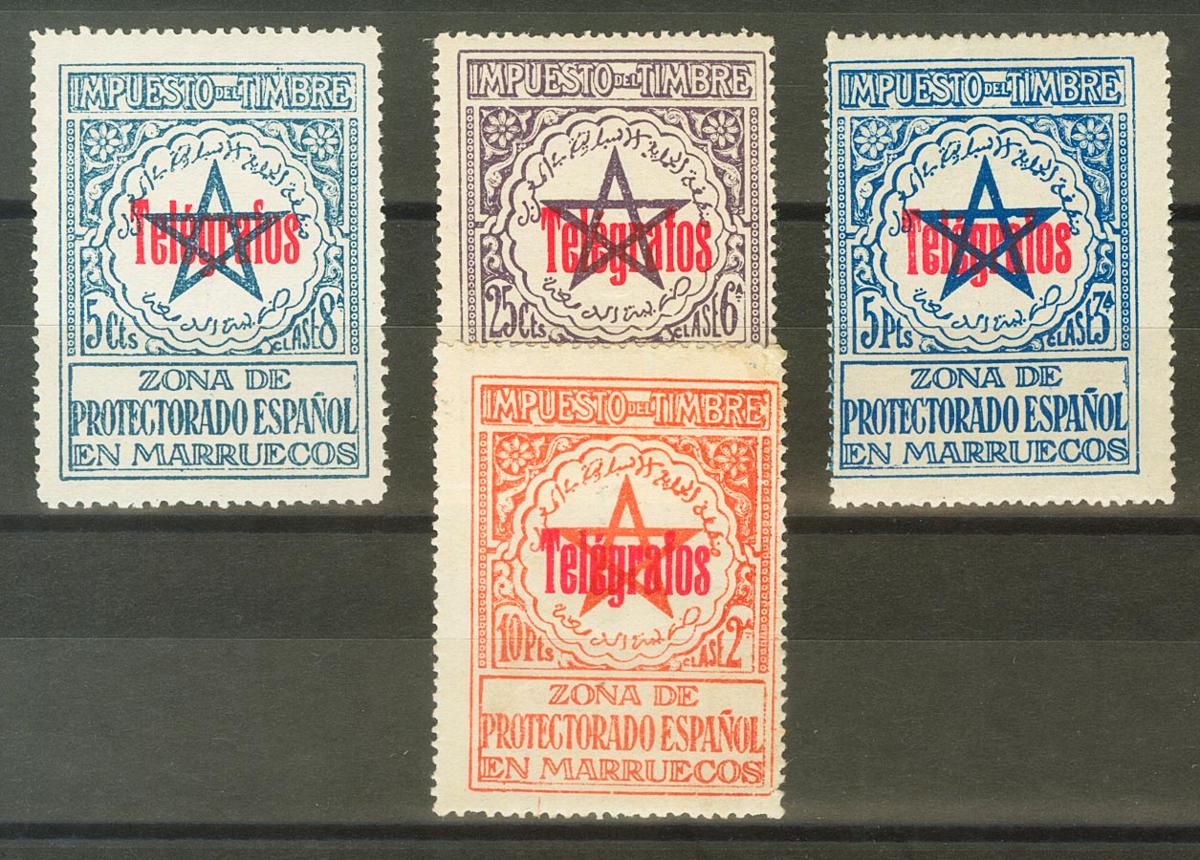 IMPUESTO DEL TIMBRE
Telégrafos
5 Cts
CLASE 8ª
ZONA DE
PROTECTORADO ESPAÑOL
EN MARRUECOS
IMPUESTO DEL TIMBRE
Telégrafos
25 Cts
CLASE 6ª
IMPUESTO DEL TIMBRE
Telégrafos
5 Pts
CLASE 3ª
ZONA DE
PROTECTORADO ESPAÑOL
EN MARRUECOS
IMPUESTO DEL TIMBRE
Telégrafos
10 Pts
CLASE 2ª
ZONA DE
PROTECTORADO ESPAÑOL
EN MARRUECOS